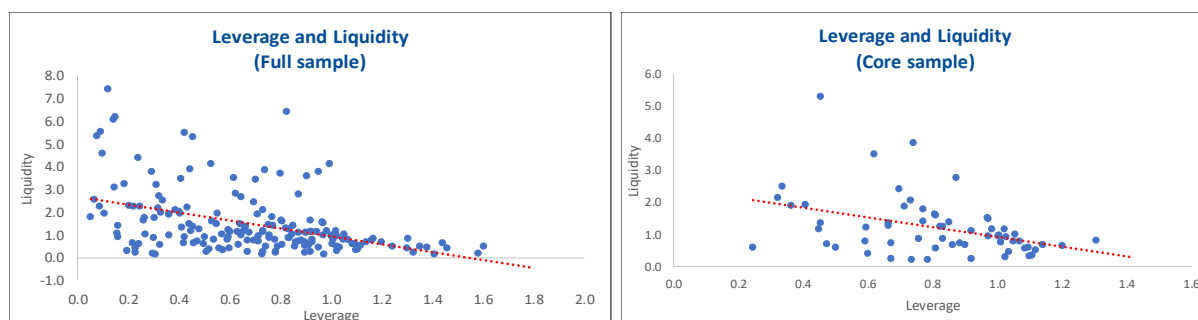 Leverage and Liquidity
(Full sample)
8.0
7.0
6.0
5.0
4.0
3.0
2.0
1.0
0.0
-1.0
Liquidity
0.0 0.2 0.4 0.6 0.8 1.0 1.2 1.4 1.6 1.8 2.0
Leverage
Leverage and Liquidity
(Core sample)
6.0
5.0
4.0
3.0
2.0
1.0
0.0
Liquidity
0.0 0.2 0.4 0.6 0.8 1.0 1.2 1.4 1.6
Leverage